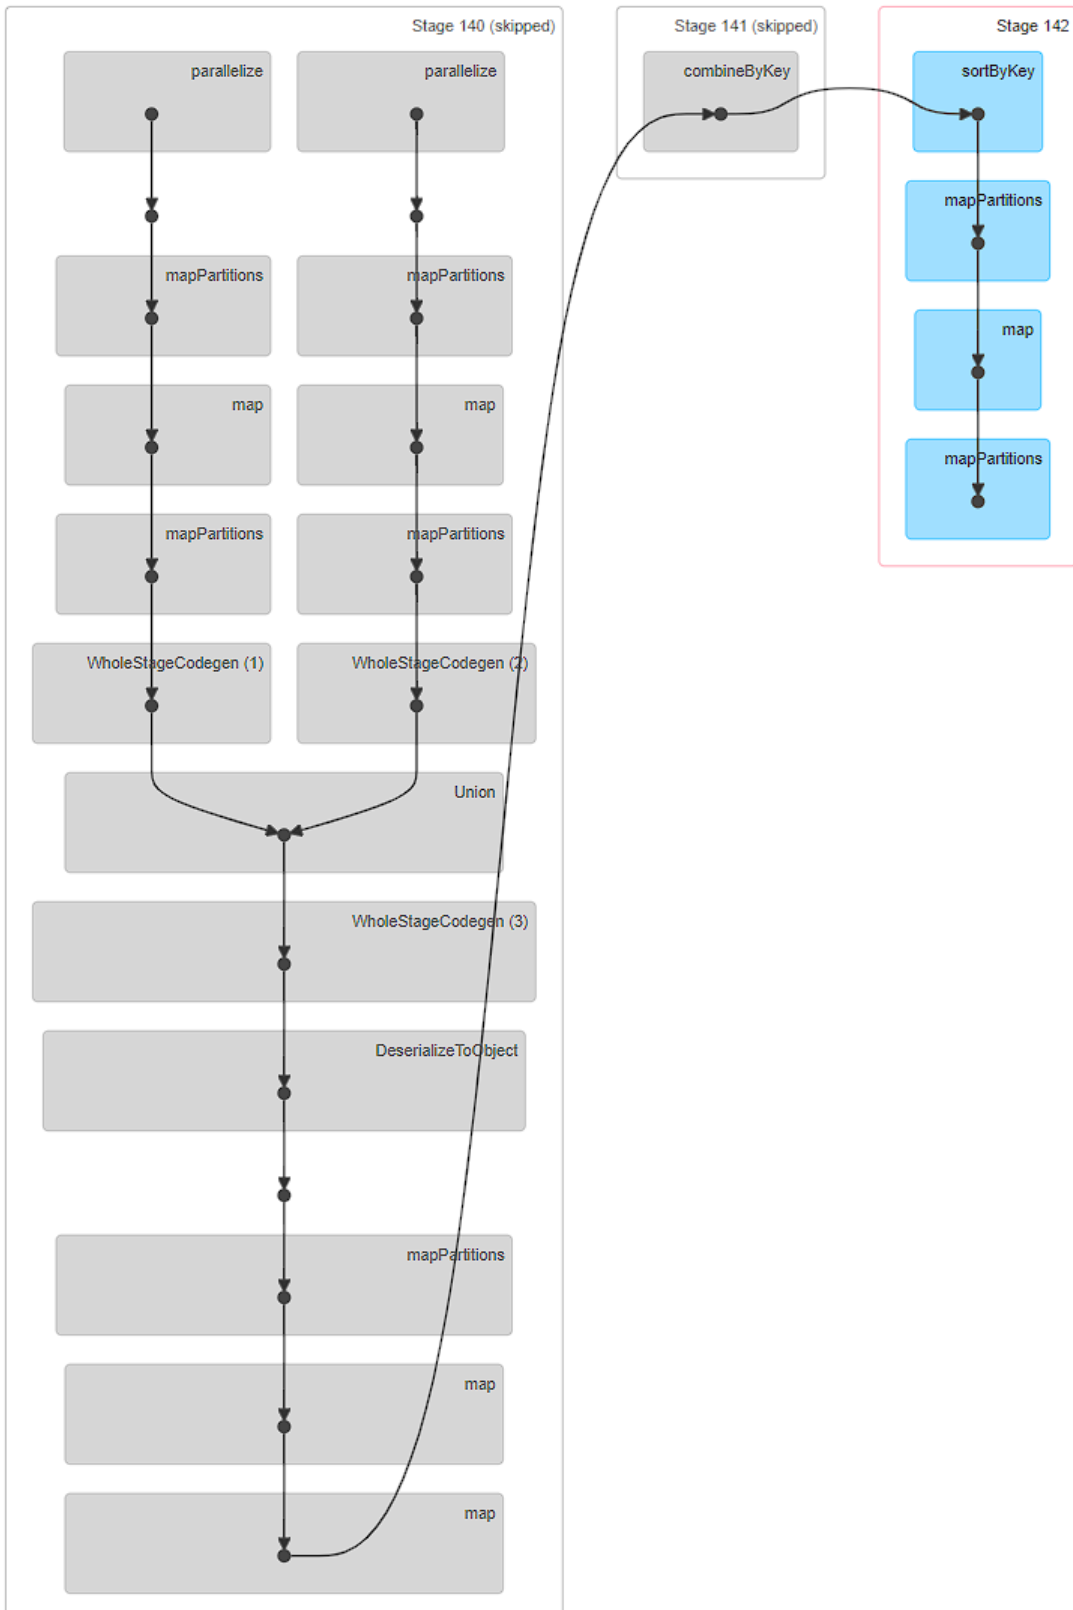 Stage 140 (skipped)
parallelize
parallelize
mapPartitions
mapPartitions
map
map
mapPartitions
mapPartitions
WholeStageCodegen (1)
WholeStageCodegen (2)
Union
WholeStageCodegen (3)
DeserializeToObject
mapPartitions
map
map
Stage 141 (skipped)
combineByKey
Stage 142
sortByKey
mapPartitions
map
mapPartitions